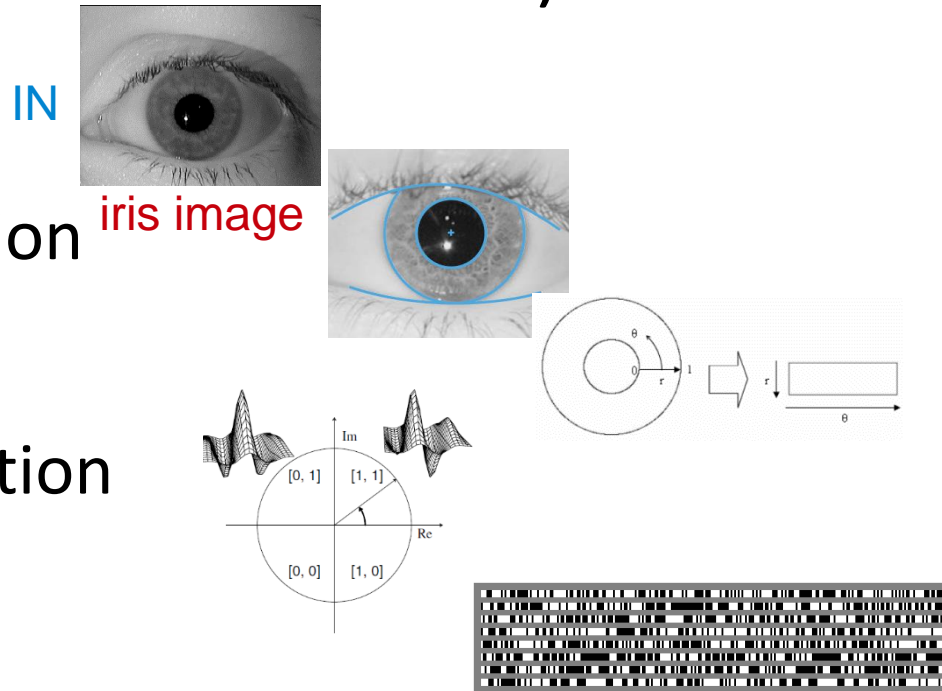 IN
iris image
on
θ
0
r
1
r
θ
Im
[0, 1] [1, 1]
tion
Re
[0, 0] [1, 0]